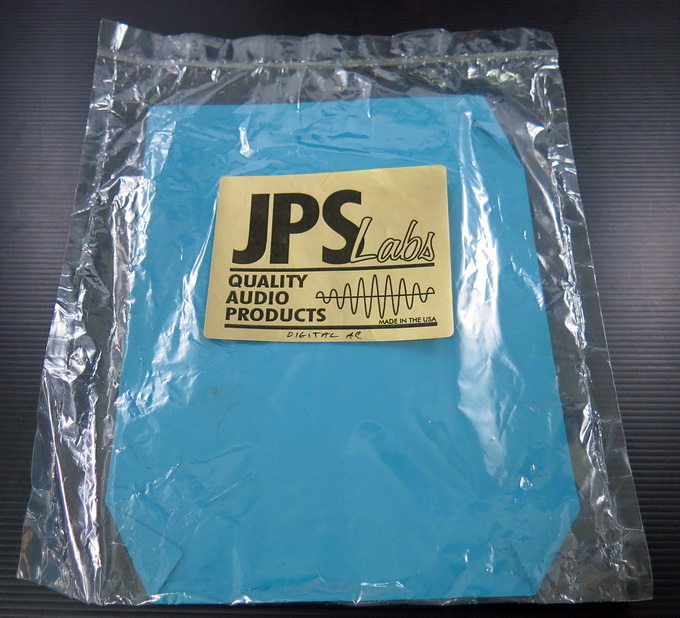 JPS Labs
QUALITY
AUDIO
PRODUCTS
MADE IN THE USA
DIGITAL AC